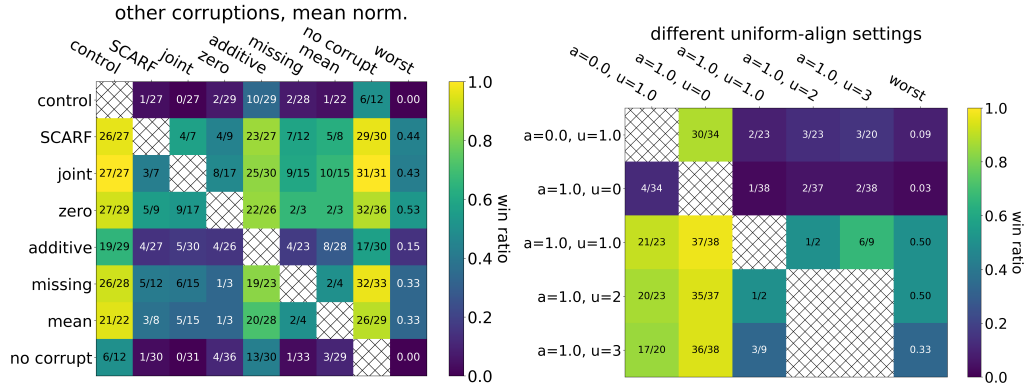 other corruptions, mean norm.
control SCARF joint zero additive missing mean no corrupt worst
control 1/27 0/27 2/29 10/29 2/28 1/22 6/12 0.00
SCARF 26/27 4/7 4/9 23/27 7/12 5/8 29/30 0.44
joint 27/27 3/7 8/17 25/30 9/15 10/15 31/31 0.43
zero 27/29 5/9 9/17 22/26 2/3 2/3 32/36 0.53
additive 19/29 4/27 5/30 4/26 4/23 8/28 17/30 0.15
missing 26/28 5/12 6/15 1/3 19/23 2/4 32/33 0.33
mean 21/22 3/8 5/15 1/3 20/28 2/4 26/29 0.33
no corrupt 6/12 1/30 0/31 4/36 13/30 1/33 3/29 0.00
1.0
0.8
0.6
0.4
0.2
0.0
win ratio
different uniform-align settings
a=0.0, u=1.0 a=1.0, u=0 a=1.0, u=1.0 a=1.0, u=2 a=1.0, u=3 worst
a=0.0, u=1.0 30/34 2/23 3/23 3/20 0.09
a=1.0, u=0 4/34 1/38 2/37 2/38 0.03
a=1.0, u=1.0 21/23 37/38 1/2 6/9 0.50
a=1.0, u=2 20/23 35/37 1/2 0.50
a=1.0, u=3 17/20 36/38 3/9 0.33
1.0
0.8
0.6
0.4
0.2
0.0
win ratio